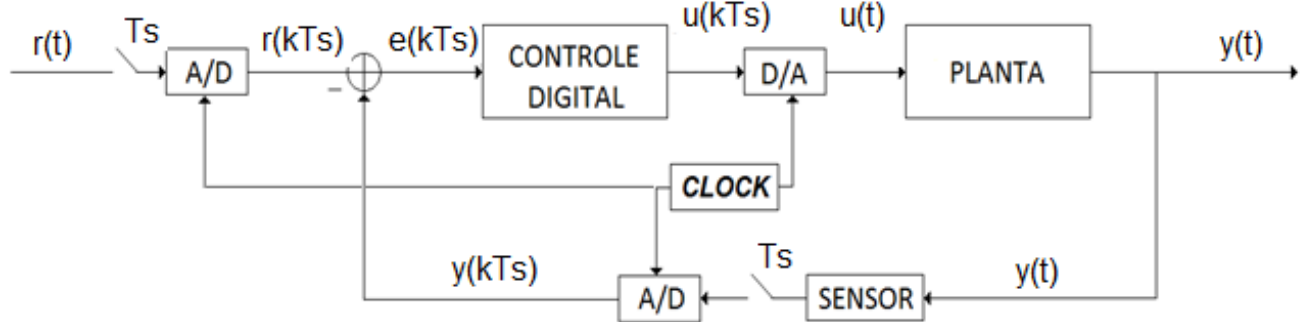 r(t)
Ts
A/D
r(kTs)
–
e(kTs)
CONTROLE
DIGITAL
u(kTs)
D/A
u(t)
PLANTA
y(t)
CLOCK
y(kTs)
A/D
Ts
SENSOR
y(t)